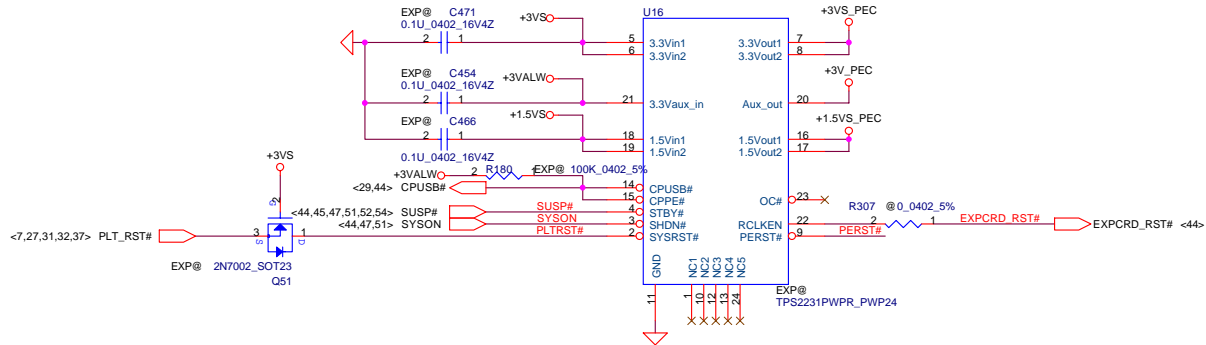 EXP@ C471
0.1U_0402_16V4Z
2 1
+3VS
U16
+3VS_PEC
5 3.3Vin1
6 3.3Vin2
3.3Vout1 7
3.3Vout2 8
EXP@ C454
0.1U_0402_16V4Z
2 1
+3VALW
21 3.3Vaux_in
+3V_PEC
Aux_out 20
EXP@ C466
2 1
0.1U_0402_16V4Z
+1.5VS
18 1.5Vin1
19 1.5Vin2
+1.5VS_PEC
1.5Vout1 16
1.5Vout2 17
+3VALW 2 R180 1 EXP@ 100K_0402_5%
<29,44> CPUSB#
14 CPUSB#
15 CPPE#
OC# 23
<44,45,47,51,52,54> SUSP# SUSP# 4 STBY#
<44,47,51> SYSON SYSON 3 SHDN#
PLTRST# 2 SYSRST#
RCLKEN 22
PERST# 9
PERST#
R307 @0_0402_5%
2 1
EXPCRD_RST#
EXPCRD_RST# <44>
+3VS
2
G
<7,27,31,32,37> PLT_RST#
3 S
1 D
EXP@ 2N7002_SOT23
Q51
GND
NC1
NC2
NC3
NC4
NC5
11
1
10
12
13
24
EXP@
TPS2231PWPR_PWP24